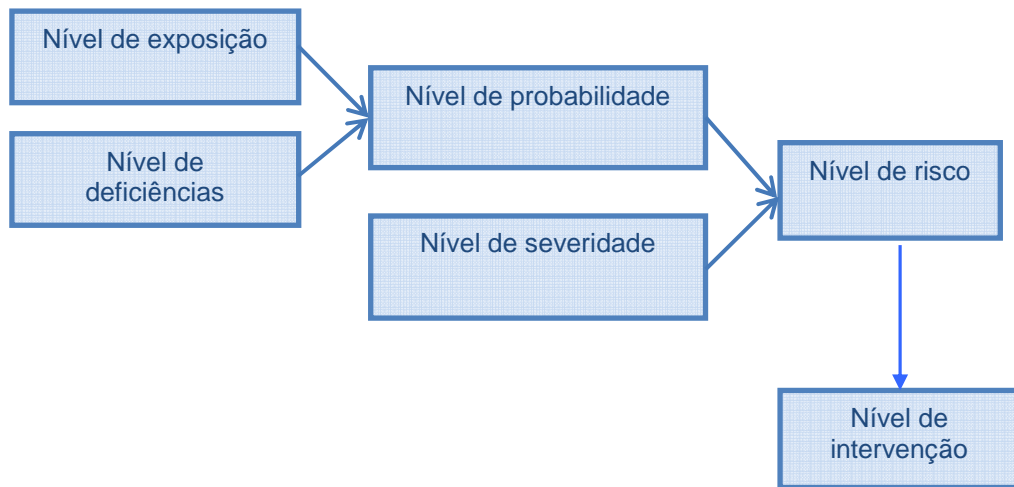 Nível de exposição
Nível de
deficiências
Nível de probabilidade
Nível de severidade
Nível de risco
Nível de
intervenção